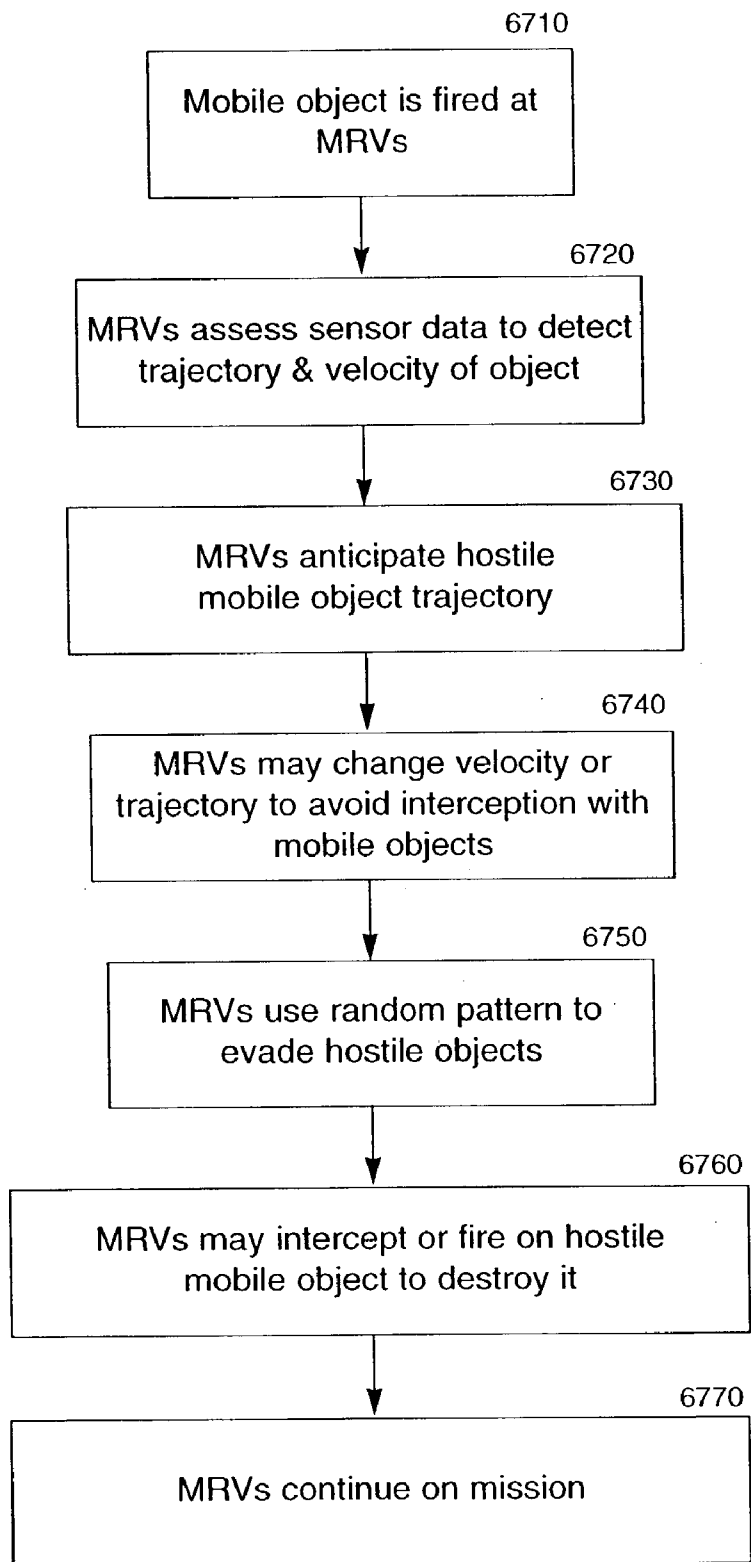 6710
Mobile object is fired at
MRVs
6720
MRVs assess sensor data to detect
trajectory & velocity of object
6730
MRVs anticipate hostile
mobile object trajectory
6740
MRVs may change velocity or
trajectory to avoid interception with
mobile objects
6750
MRVs use random pattern to
evade hostile objects
6760
MRVs may intercept or fire on hostile
mobile object to destroy it
6770
MRVs continue on mission